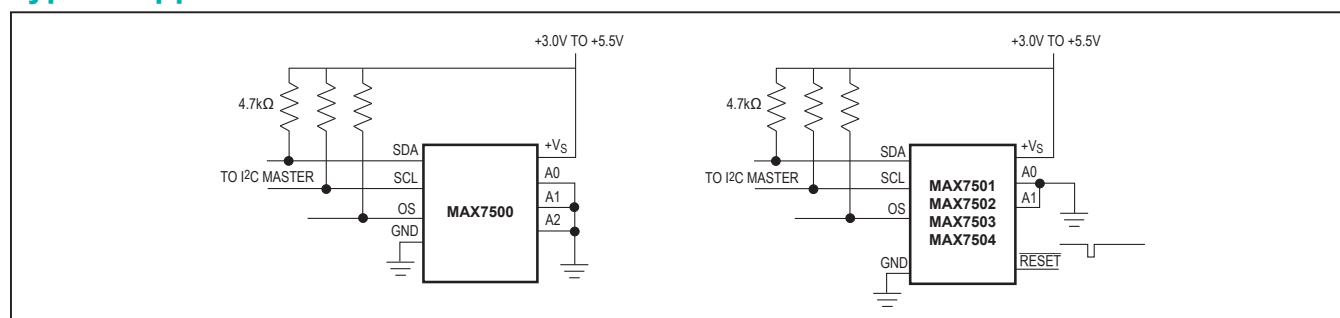 +3.0V TO +5.5V
4.7kΩ
SDA
+VS
TO I2C MASTER
SCL
A0
MAX7500
A1
OS
A2
GND
+3.0V TO +5.5V
4.7kΩ
SDA
+VS
TO I2C MASTER
SCL
A0
MAX7501
MAX7502
MAX7503
MAX7504
A1
OS
GND
RESET